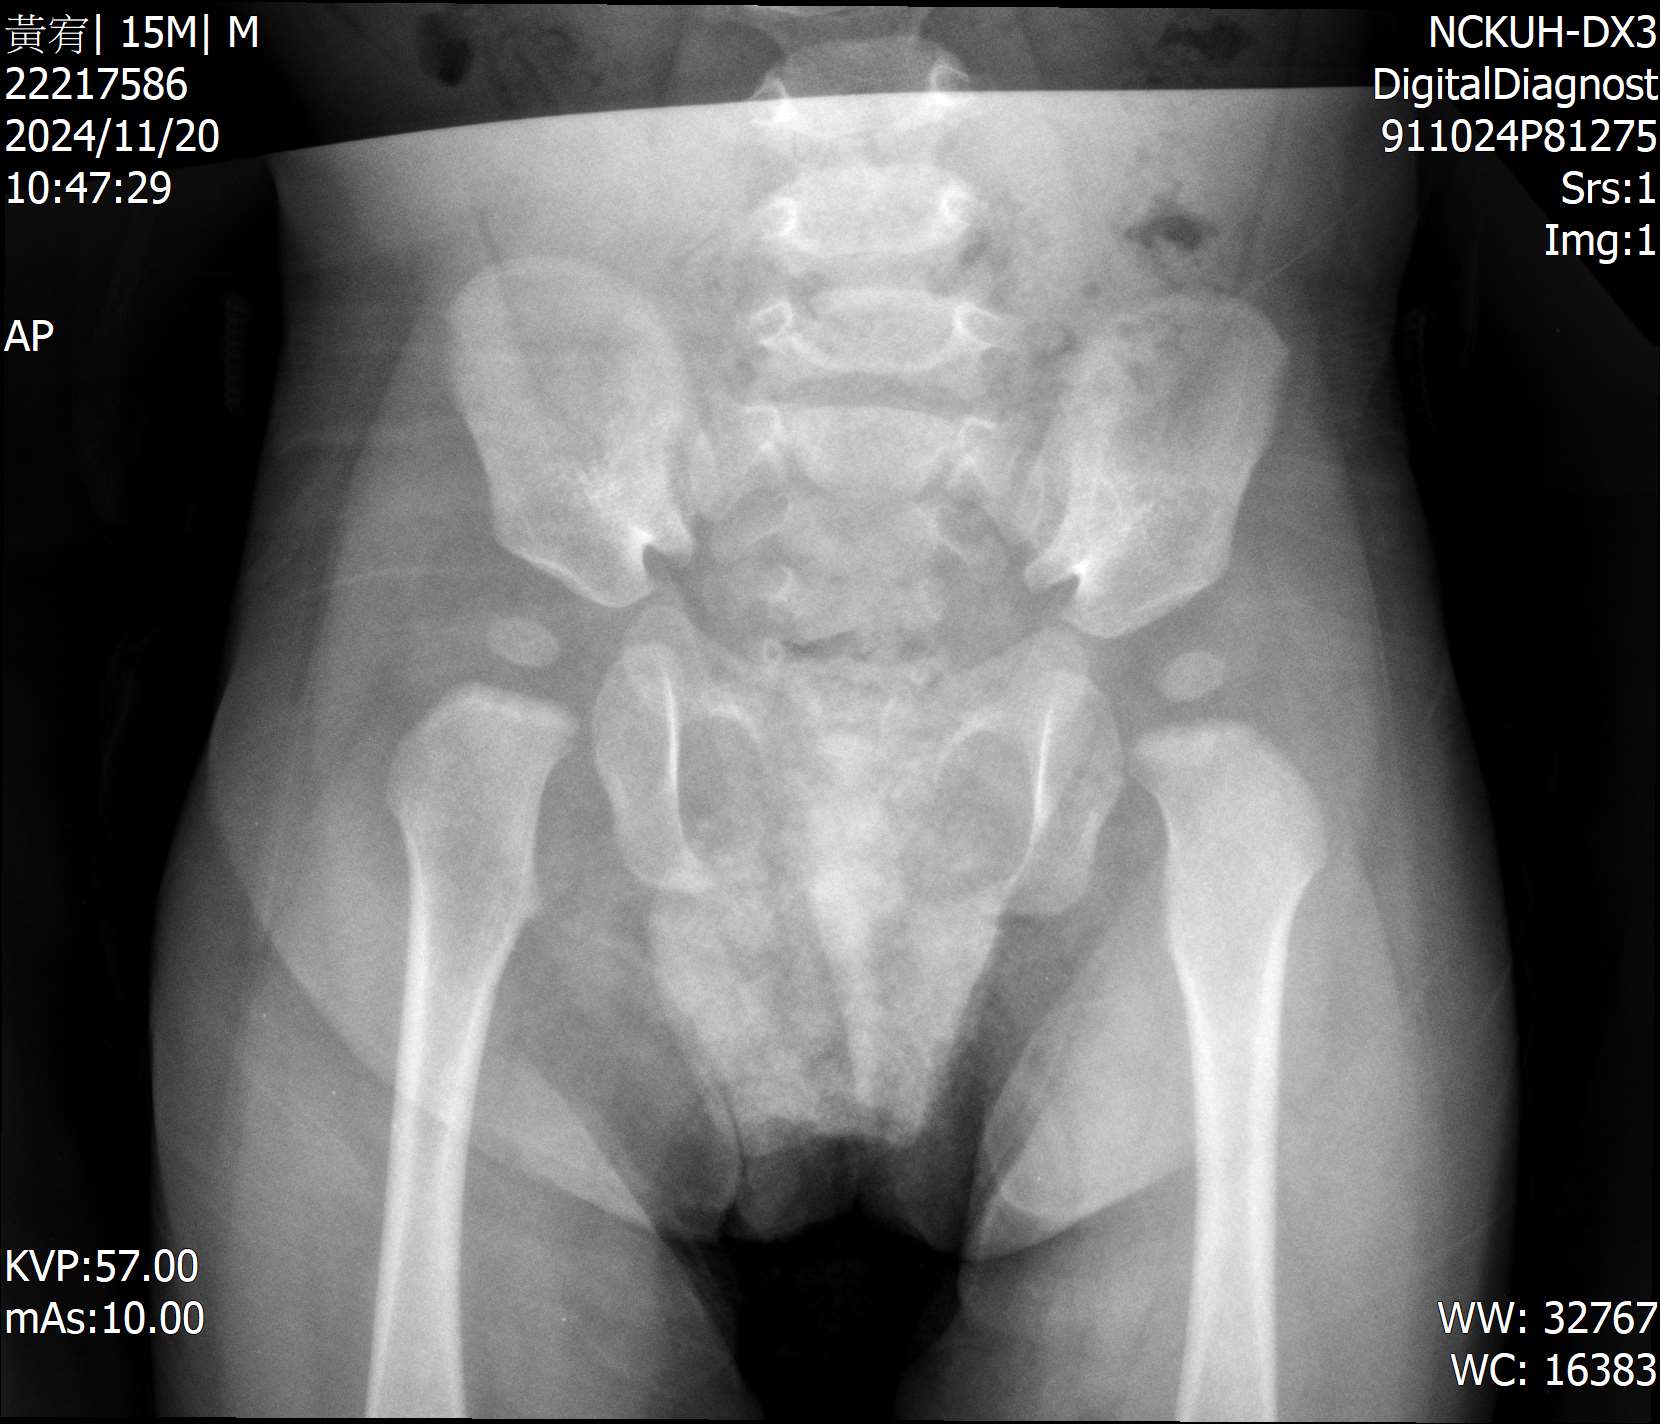 黃宥| 15M| M
22217586
2024/11/20
10:47:29
AP
NCKUH-DX3
DigitalDiagnost
911024P81275
Srs:1
Img:1
KVP:57.00
mAs:10.00
WW: 32767
WC: 16383